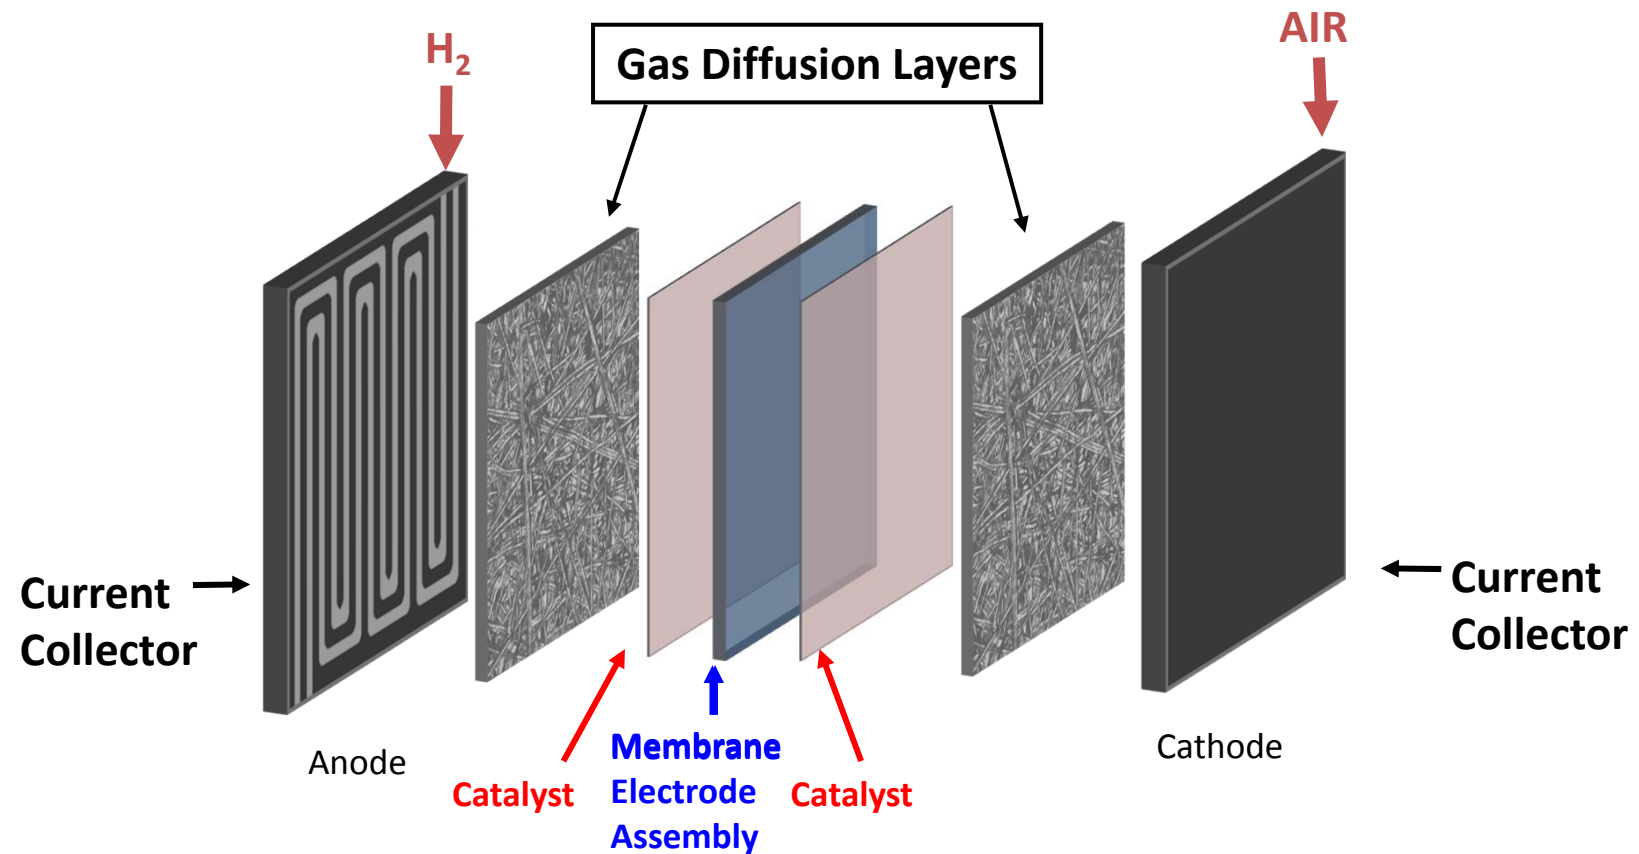 H2
Gas Diffusion Layers
AIR
Current
Collector
Current
Collector
Anode
Cathode
Catalyst
Membrane
Electrode
Assembly
Catalyst